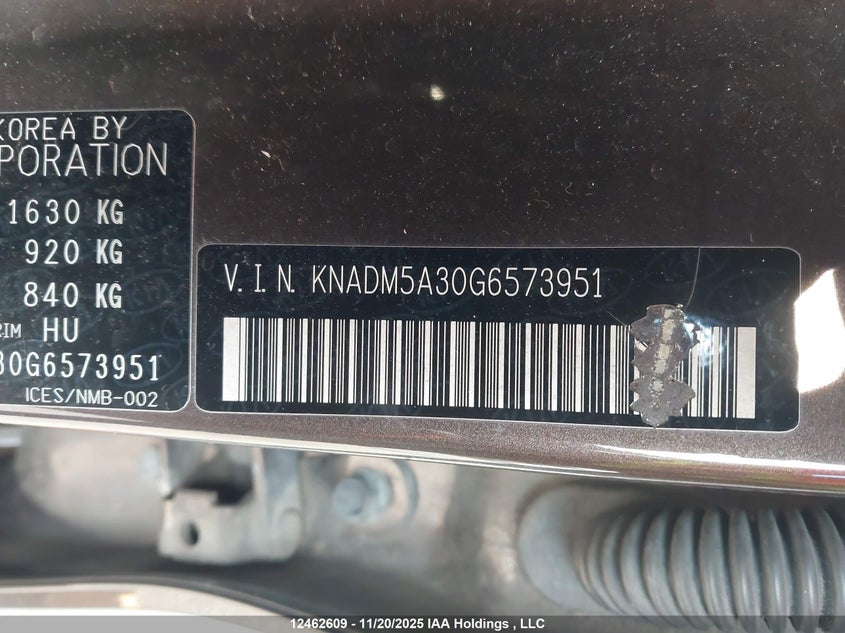 KOREA BY
PORATION
1630 KG
920 KG
840 KG
RIM HU
30G6573951
ICES/NMB-002
V.I.N. KNADM5A30G6573951
12462609 - 11/20/2025 IAA Holdings , LLC